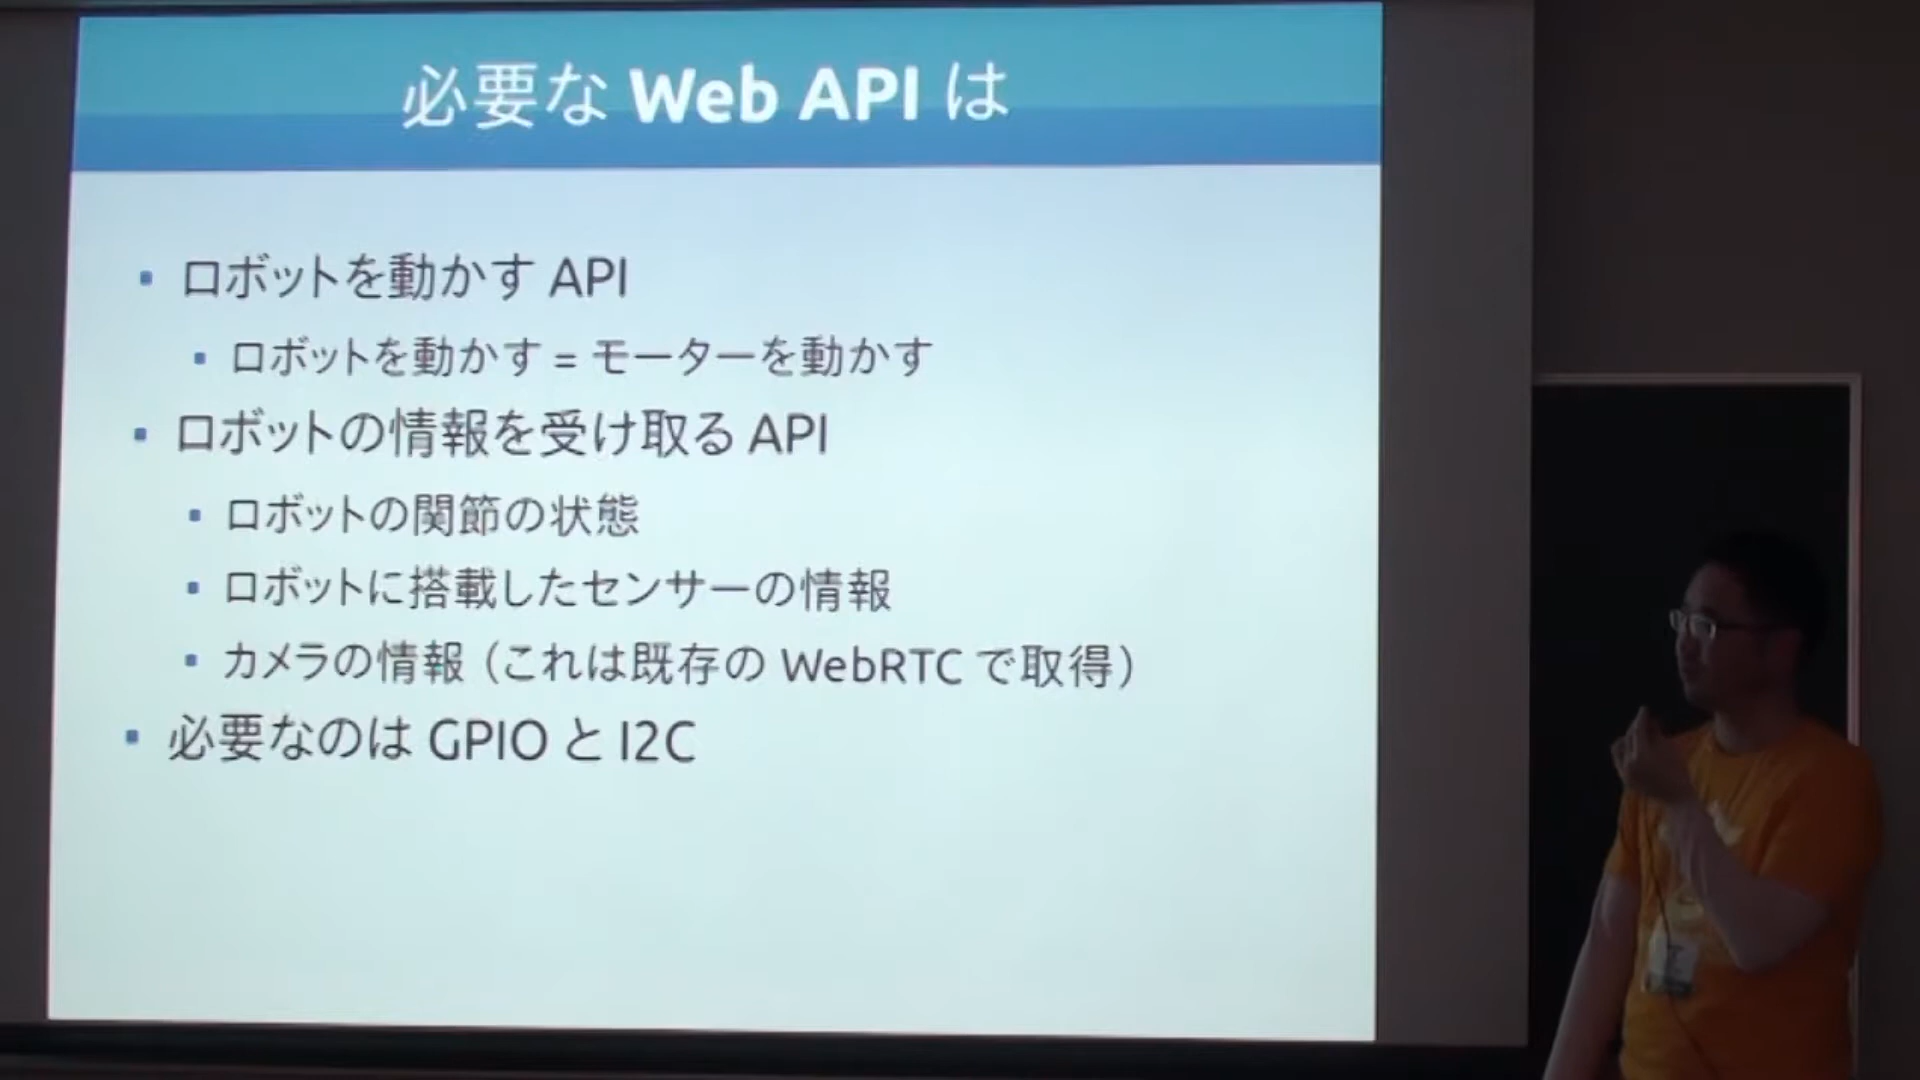 必要な Web API は
ロボットを動かす API
ロボットを動かす = モーターを動かす
ロボットの情報を受け取る API
ロボットの関節の状態
ロボットに搭載したセンサーの情報
カメラの情報（これは既存の WebRTC で取得）
必要なのは GPIO と I2C